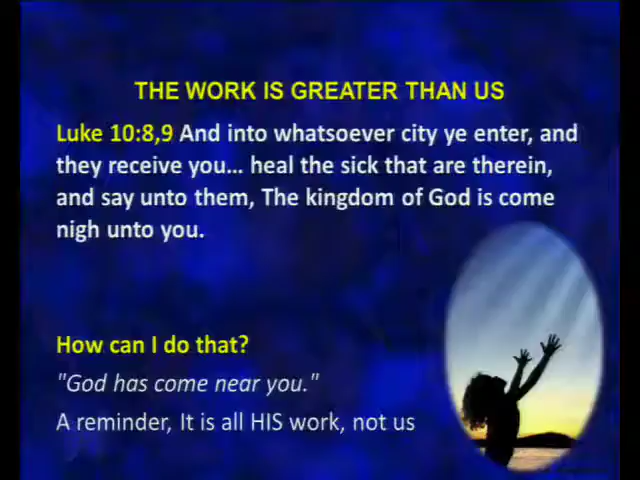 THE WORK IS GREATER THAN US
Luke 10:8,9 And into whatsoever city ye enter, and
they receive you... heal the sick that are therein,
and say unto them, The kingdom of God is come
nigh unto you.
How can I do that?
"God has come near you."
A reminder, It is all HIS work, not us